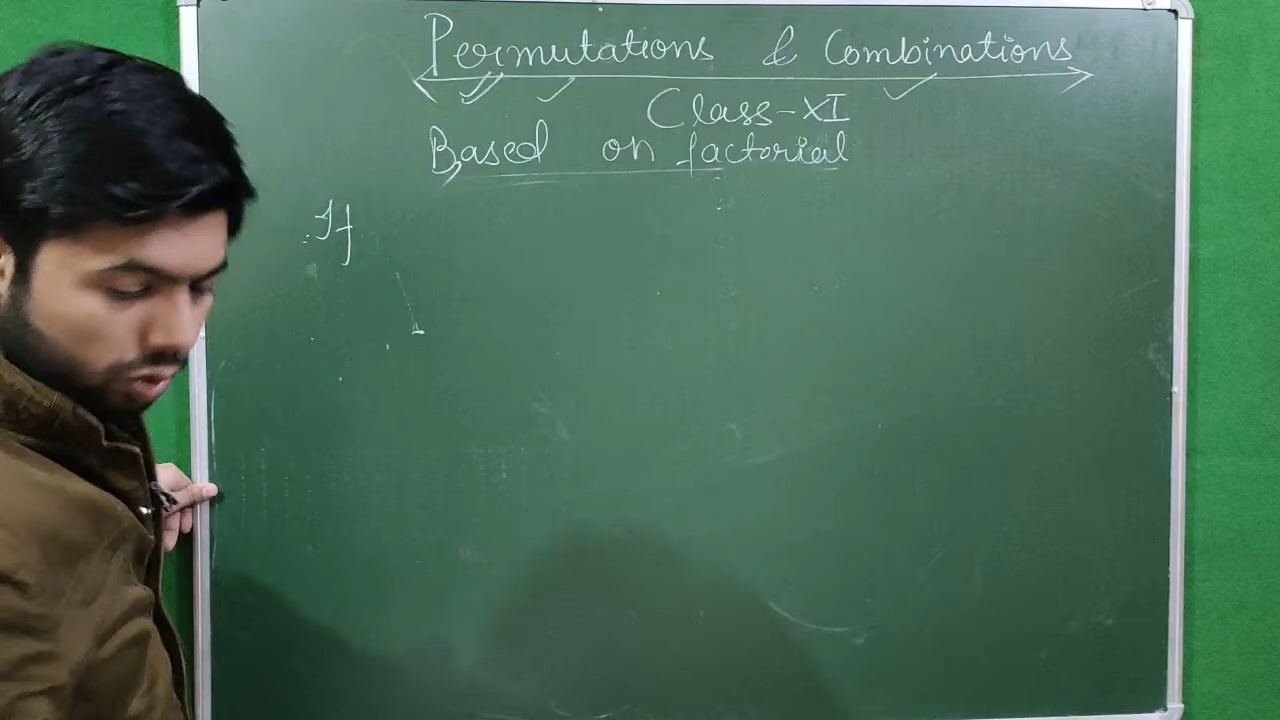 Permutations & Combinations
Class-XI
Based on factorial
If